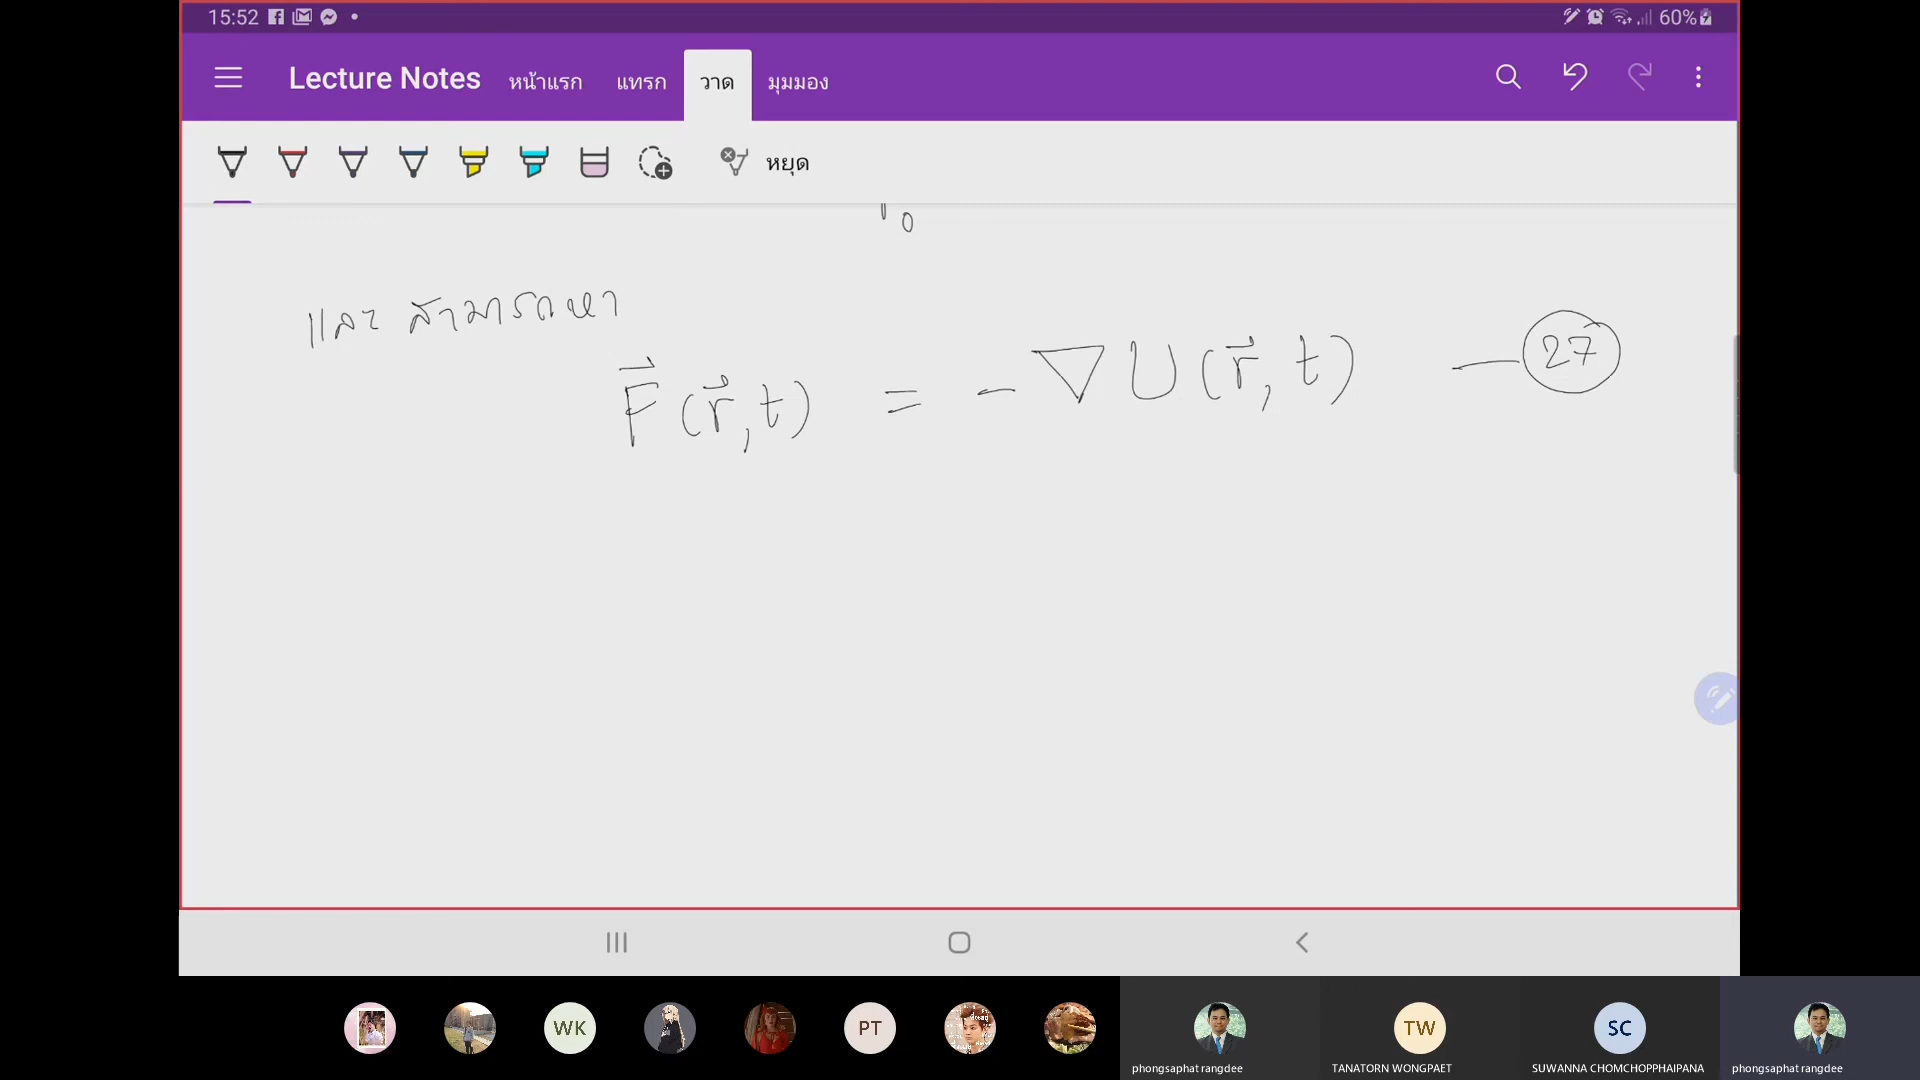 15:52 60%
Lecture Notes หน้าแรก แทรก วาด มุมมอง
หยุด
0
และ สามารถหา
F⃗(r⃗,t) = -∇U(r⃗,t) — 27
WK PT TW SC
phongsaphat rangdee TANATORN WONGPAET SUWANNA CHOMCHOPPHAIPANA phongsaphat rangdee